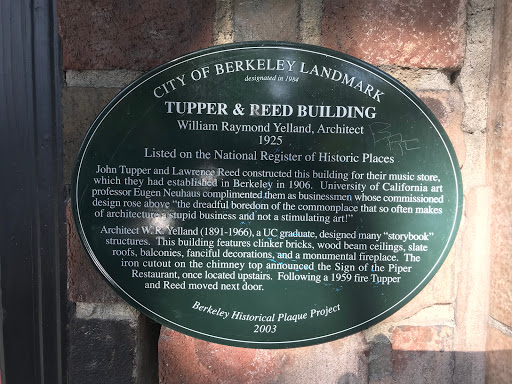 CITY OF BERKELEY LANDMARK
designated in 1984
TUPPER & REED BUILDING
William Raymond Yelland, Architect
1925
Listed on the National Register of Historic Places
John Tupper and Lawrence Reed constructed this building for their music store,
which they had established in Berkeley in 1906. University of California art
professor Eugen Neuhaus complimented them as businessmen whose commissioned
design rose above "the dreadful boredom of the commonplace that so often makes
of architecture a stupid business and not a stimulating art!"
Architect W.R. Yelland (1891-1966), a UC graduate, designed many "storybook"
structures. This building features clinker bricks, wood beam ceilings, slate
roofs, balconies, fanciful decorations, and a monumental fireplace. The
iron cutout on the chimney top announced the Sign of the Piper
Restaurant, once located upstairs. Following a 1959 fire Tupper
and Reed moved next door.
Berkeley Historical Plaque Project
2003